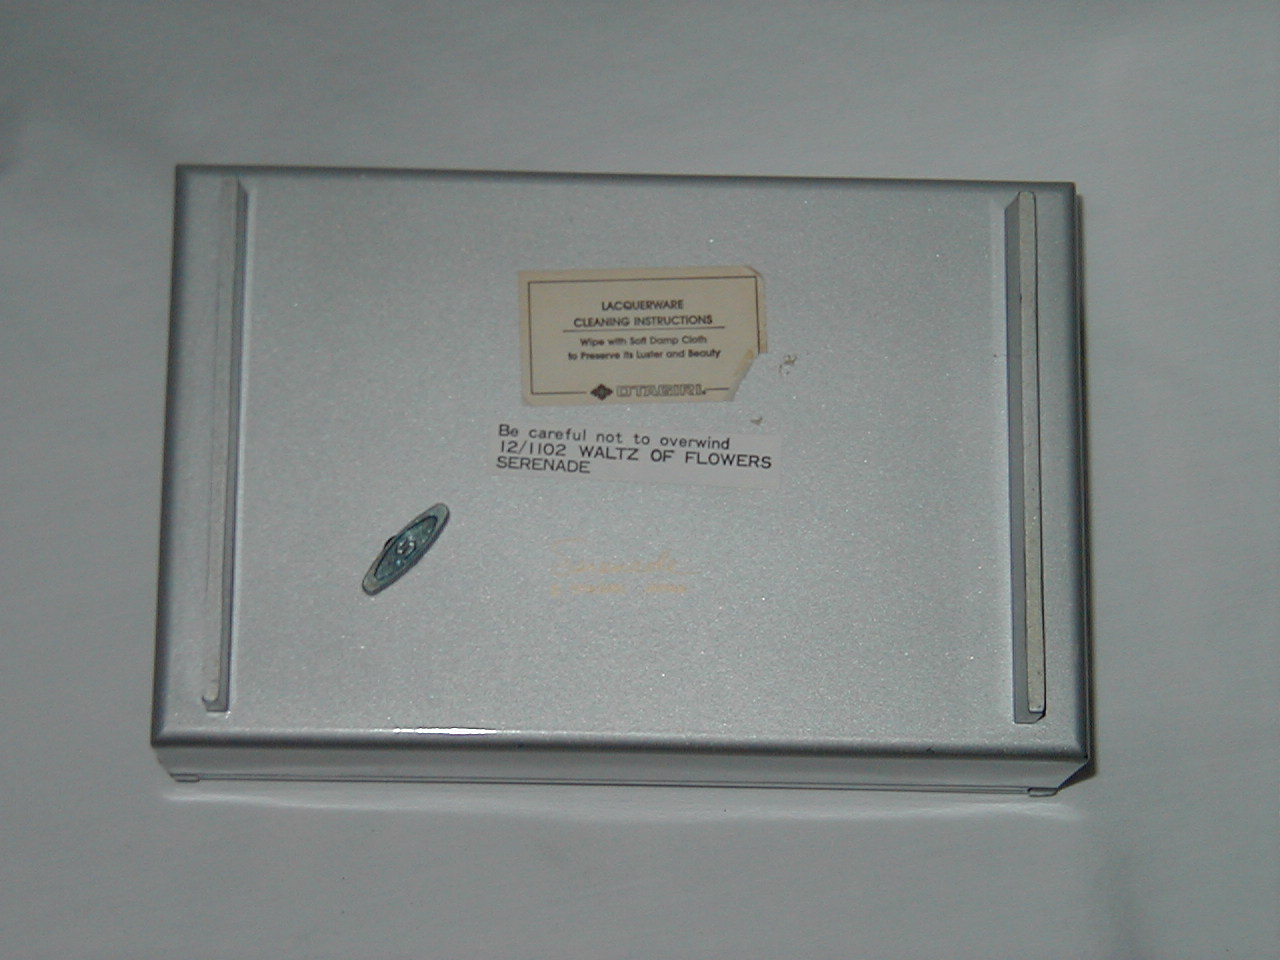 LACQUERWARE
CLEANING INSTRUCTIONS
Wipe with Soft Damp Cloth
to Preserve Its Luster and Beauty
OTAGIRI
Be careful not to overwind
12/1102 WALTZ OF FLOWERS
SERENADE
Serenade